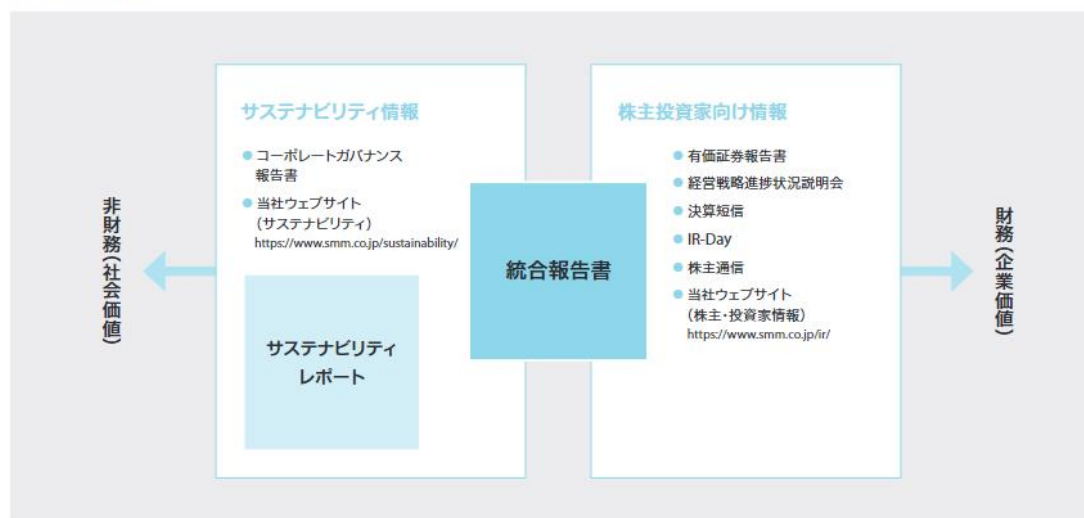 非財務（社会価値）
サステナビリティ情報
● コーポレートガバナンス
報告書
● 当社ウェブサイト
（サステナビリティ）
https://www.smm.co.jp/sustainability/
サステナビリティ
レポート
統合報告書
株主投資家向け情報
● 有価証券報告書
● 経営戦略進捗状況説明会
● 決算短信
● IR-Day
● 株主通信
● 当社ウェブサイト
（株主・投資家情報）
https://www.smm.co.jp/ir/
財務（企業価値）